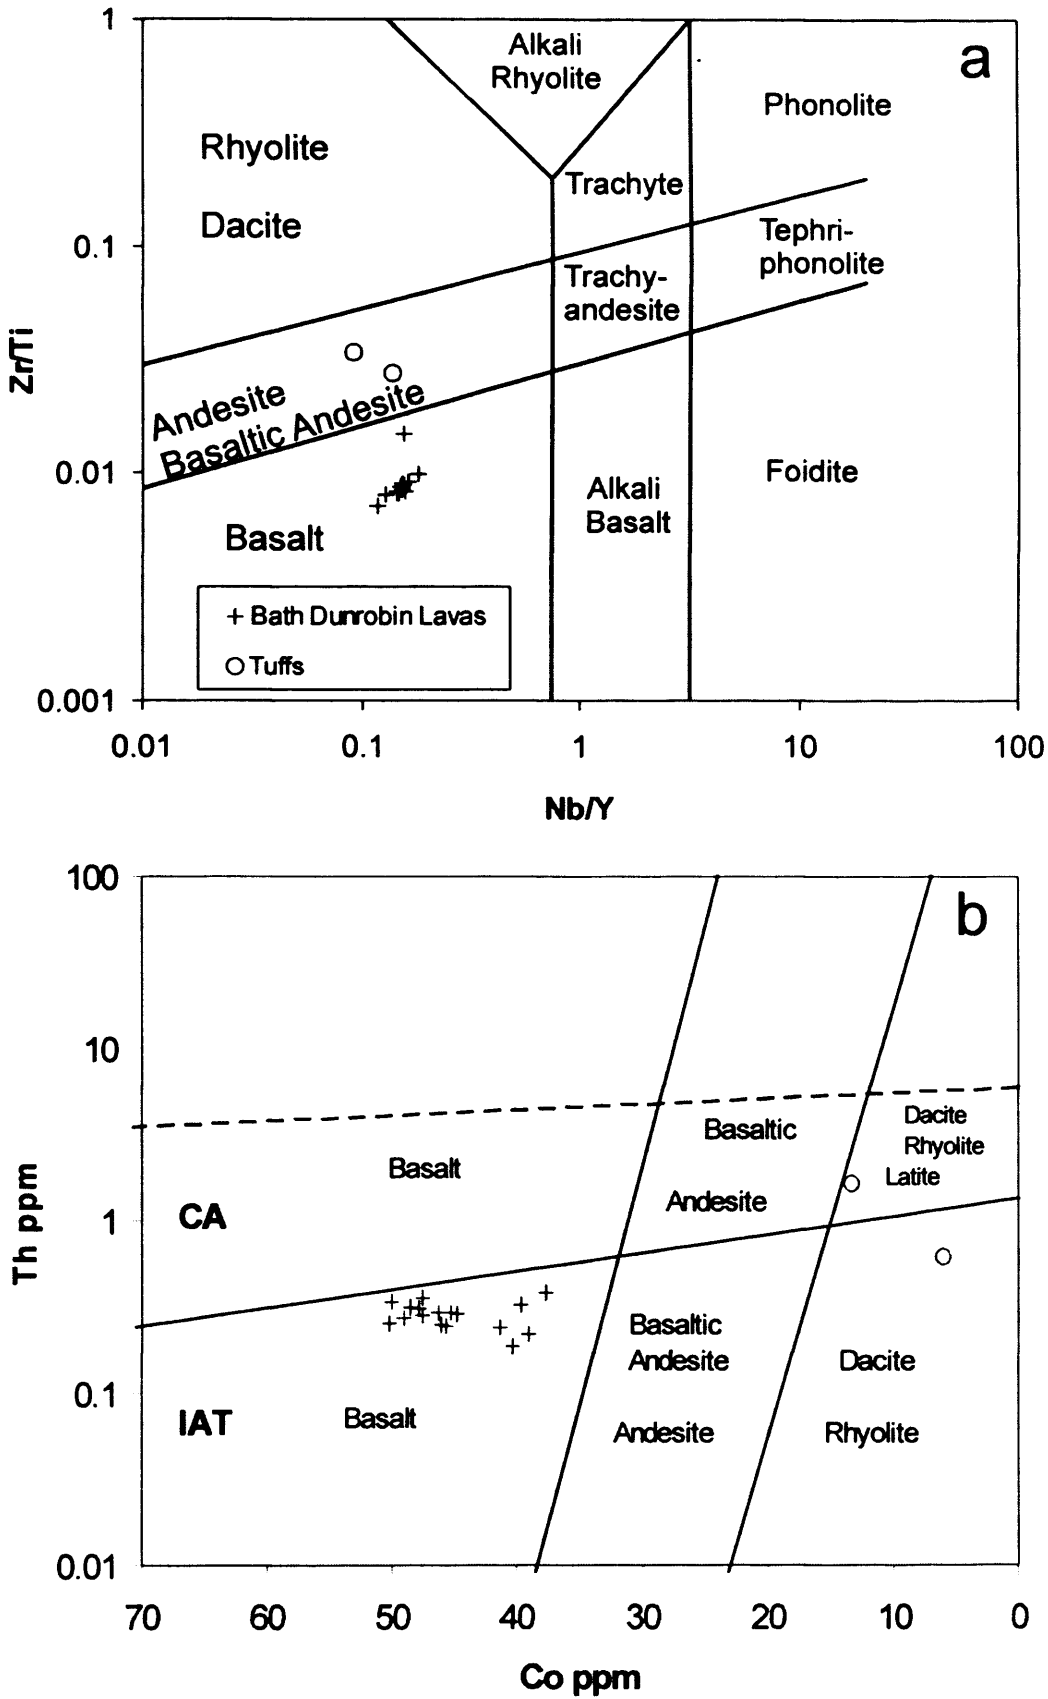 1
Alkali
Rhyolite
a
Phonolite
Rhyolite
Trachyte
Dacite
0.1
Tephri-
phonolite
Trachy-
andesite
Zr/Ti
Andesite
Basaltic Andesite
0.01
Foidite
Alkali
Basalt
Basalt
+ Bath Dunrobin Lavas
○ Tuffs
0.001
0.01 0.1 1 10 100
Nb/Y
100
b
10
Basaltic
Dacite
Rhyolite
Latite
Basalt
Andesite
CA
1
Th ppm
Basaltic
Andesite
Dacite
0.1
IAT
Basalt
Andesite
Rhyolite
0.01
70 60 50 40 30 20 10 0
Co ppm